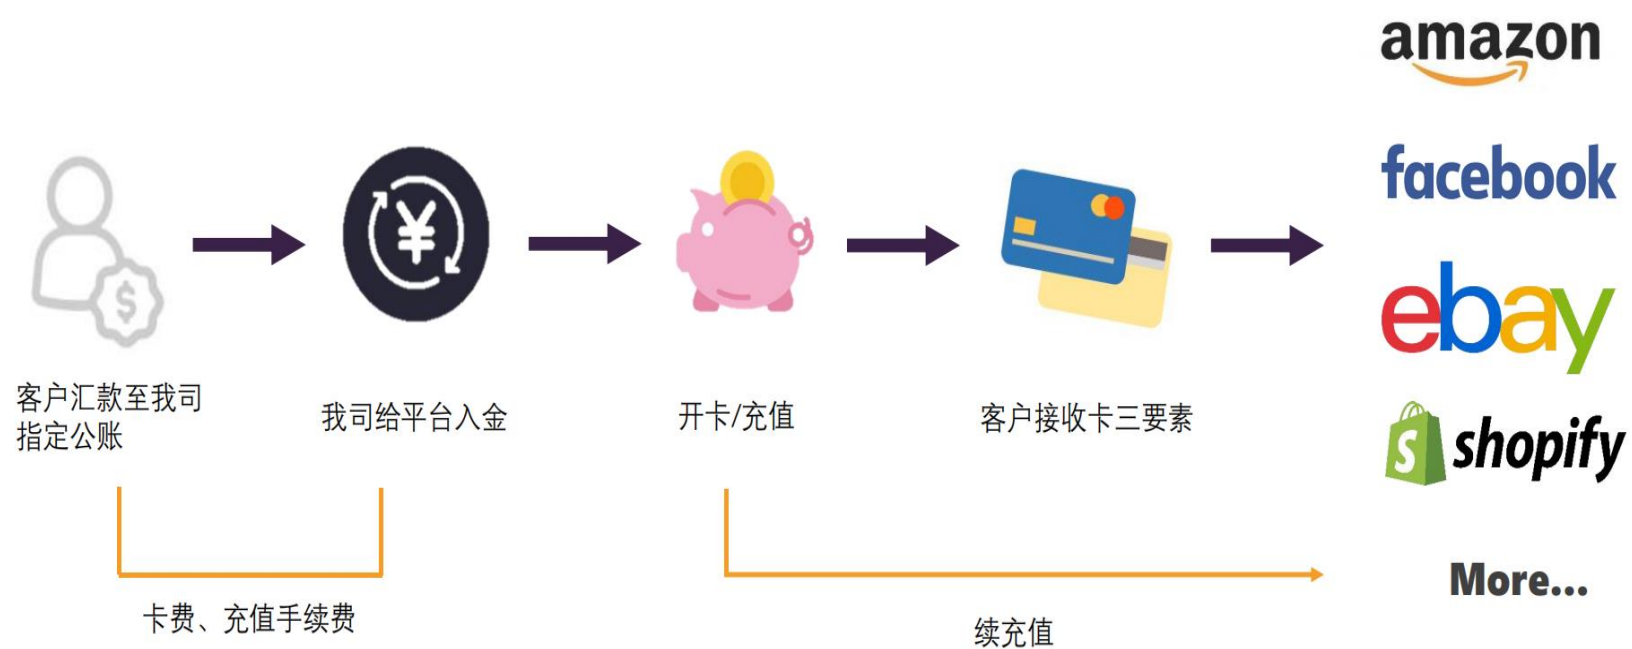 amazon
facebook
ebay
shopify
More...
客户汇款至我司
指定公账
我司给平台入金
开卡/充值
客户接收卡三要素
卡费、充值手续费
续充值